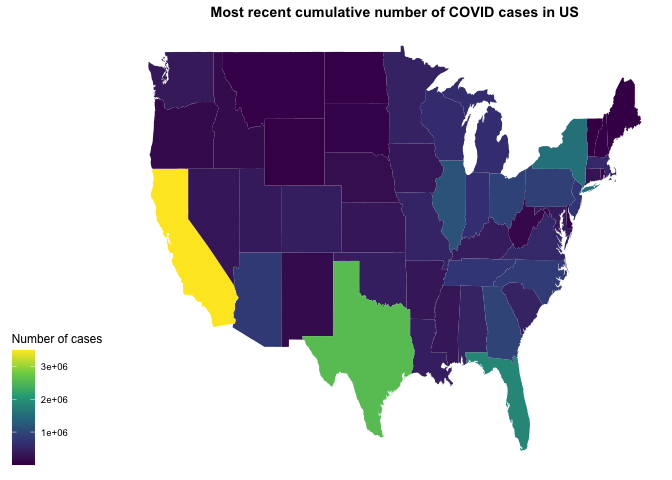 Most recent cumulative number of COVID cases in US
Number of cases
3e+06
2e+06
1e+06